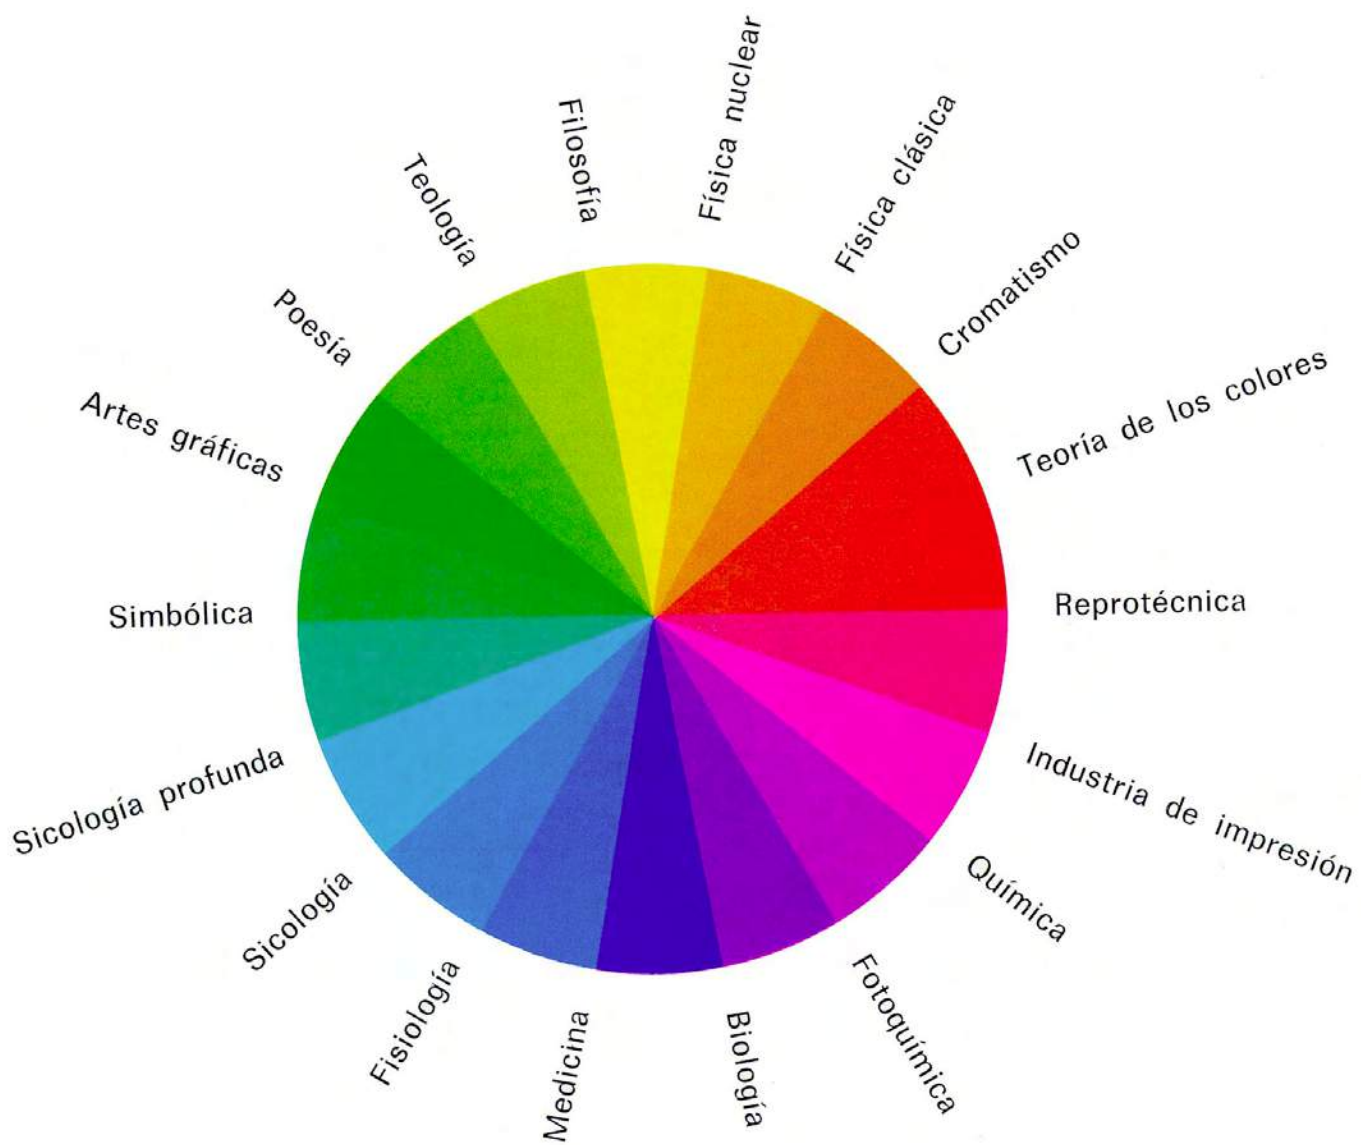 Filosofía
Física nuclear
Física clásica
Cromatismo
Teoría de los colores
Reprotécnica
Industria de impresión
Química
Fotoquímica
Biología
Medicina
Fisiología
Sicología
Sicología profunda
Simbólica
Artes gráficas
Poesía
Teología